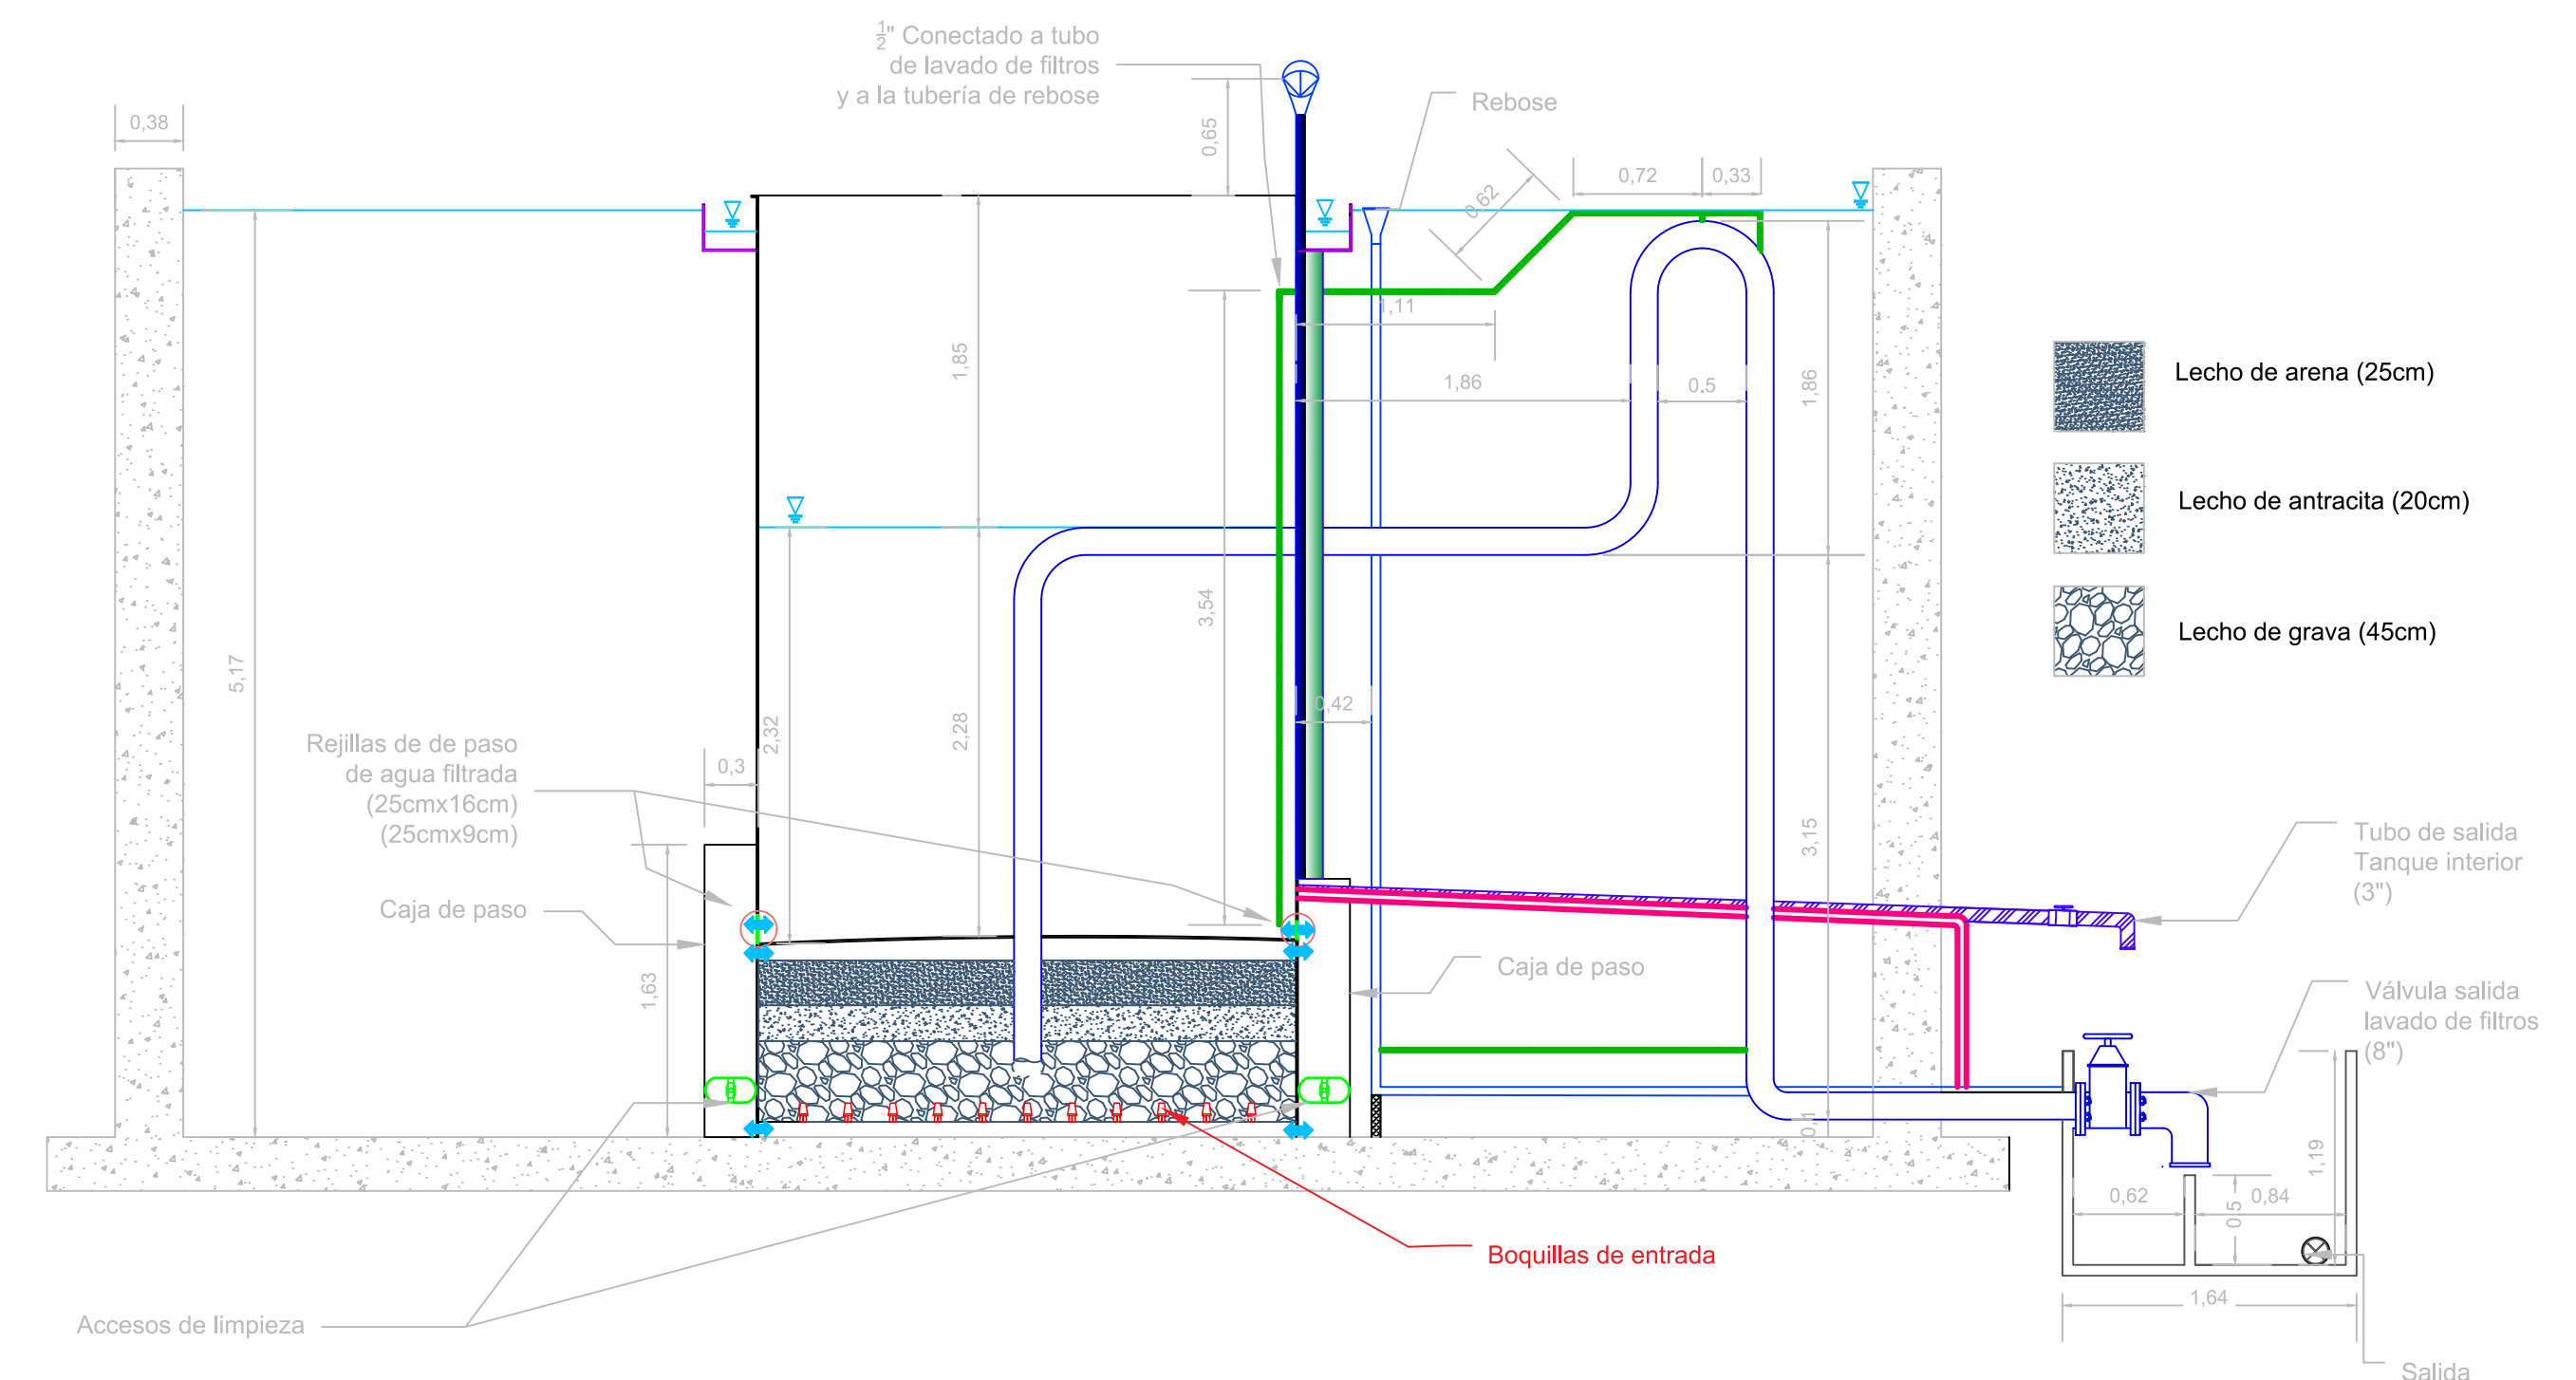 ½" Conectado a tubo
de lavado de filtros
y a la tubería de rebose
Rebose
0,38
0,65
0,62
0,72
0,33
1,11
1,85
1,86
0.5
1,86
Lecho de arena (25cm)
Lecho de antracita (20cm)
Lecho de grava (45cm)
5,17
3,54
2,32
2,28
0,42
0,3
Rejillas de de paso
de agua filtrada
(25cmx16cm)
(25cmx9cm)
3,15
Tubo de salida
Tanque interior
(3")
Caja de paso
Caja de paso
1,63
Válvula salida
lavado de filtros
(8")
0,1
1,19
0,62
0,5
0,84
Boquillas de entrada
1,64
Accesos de limpieza
Salida